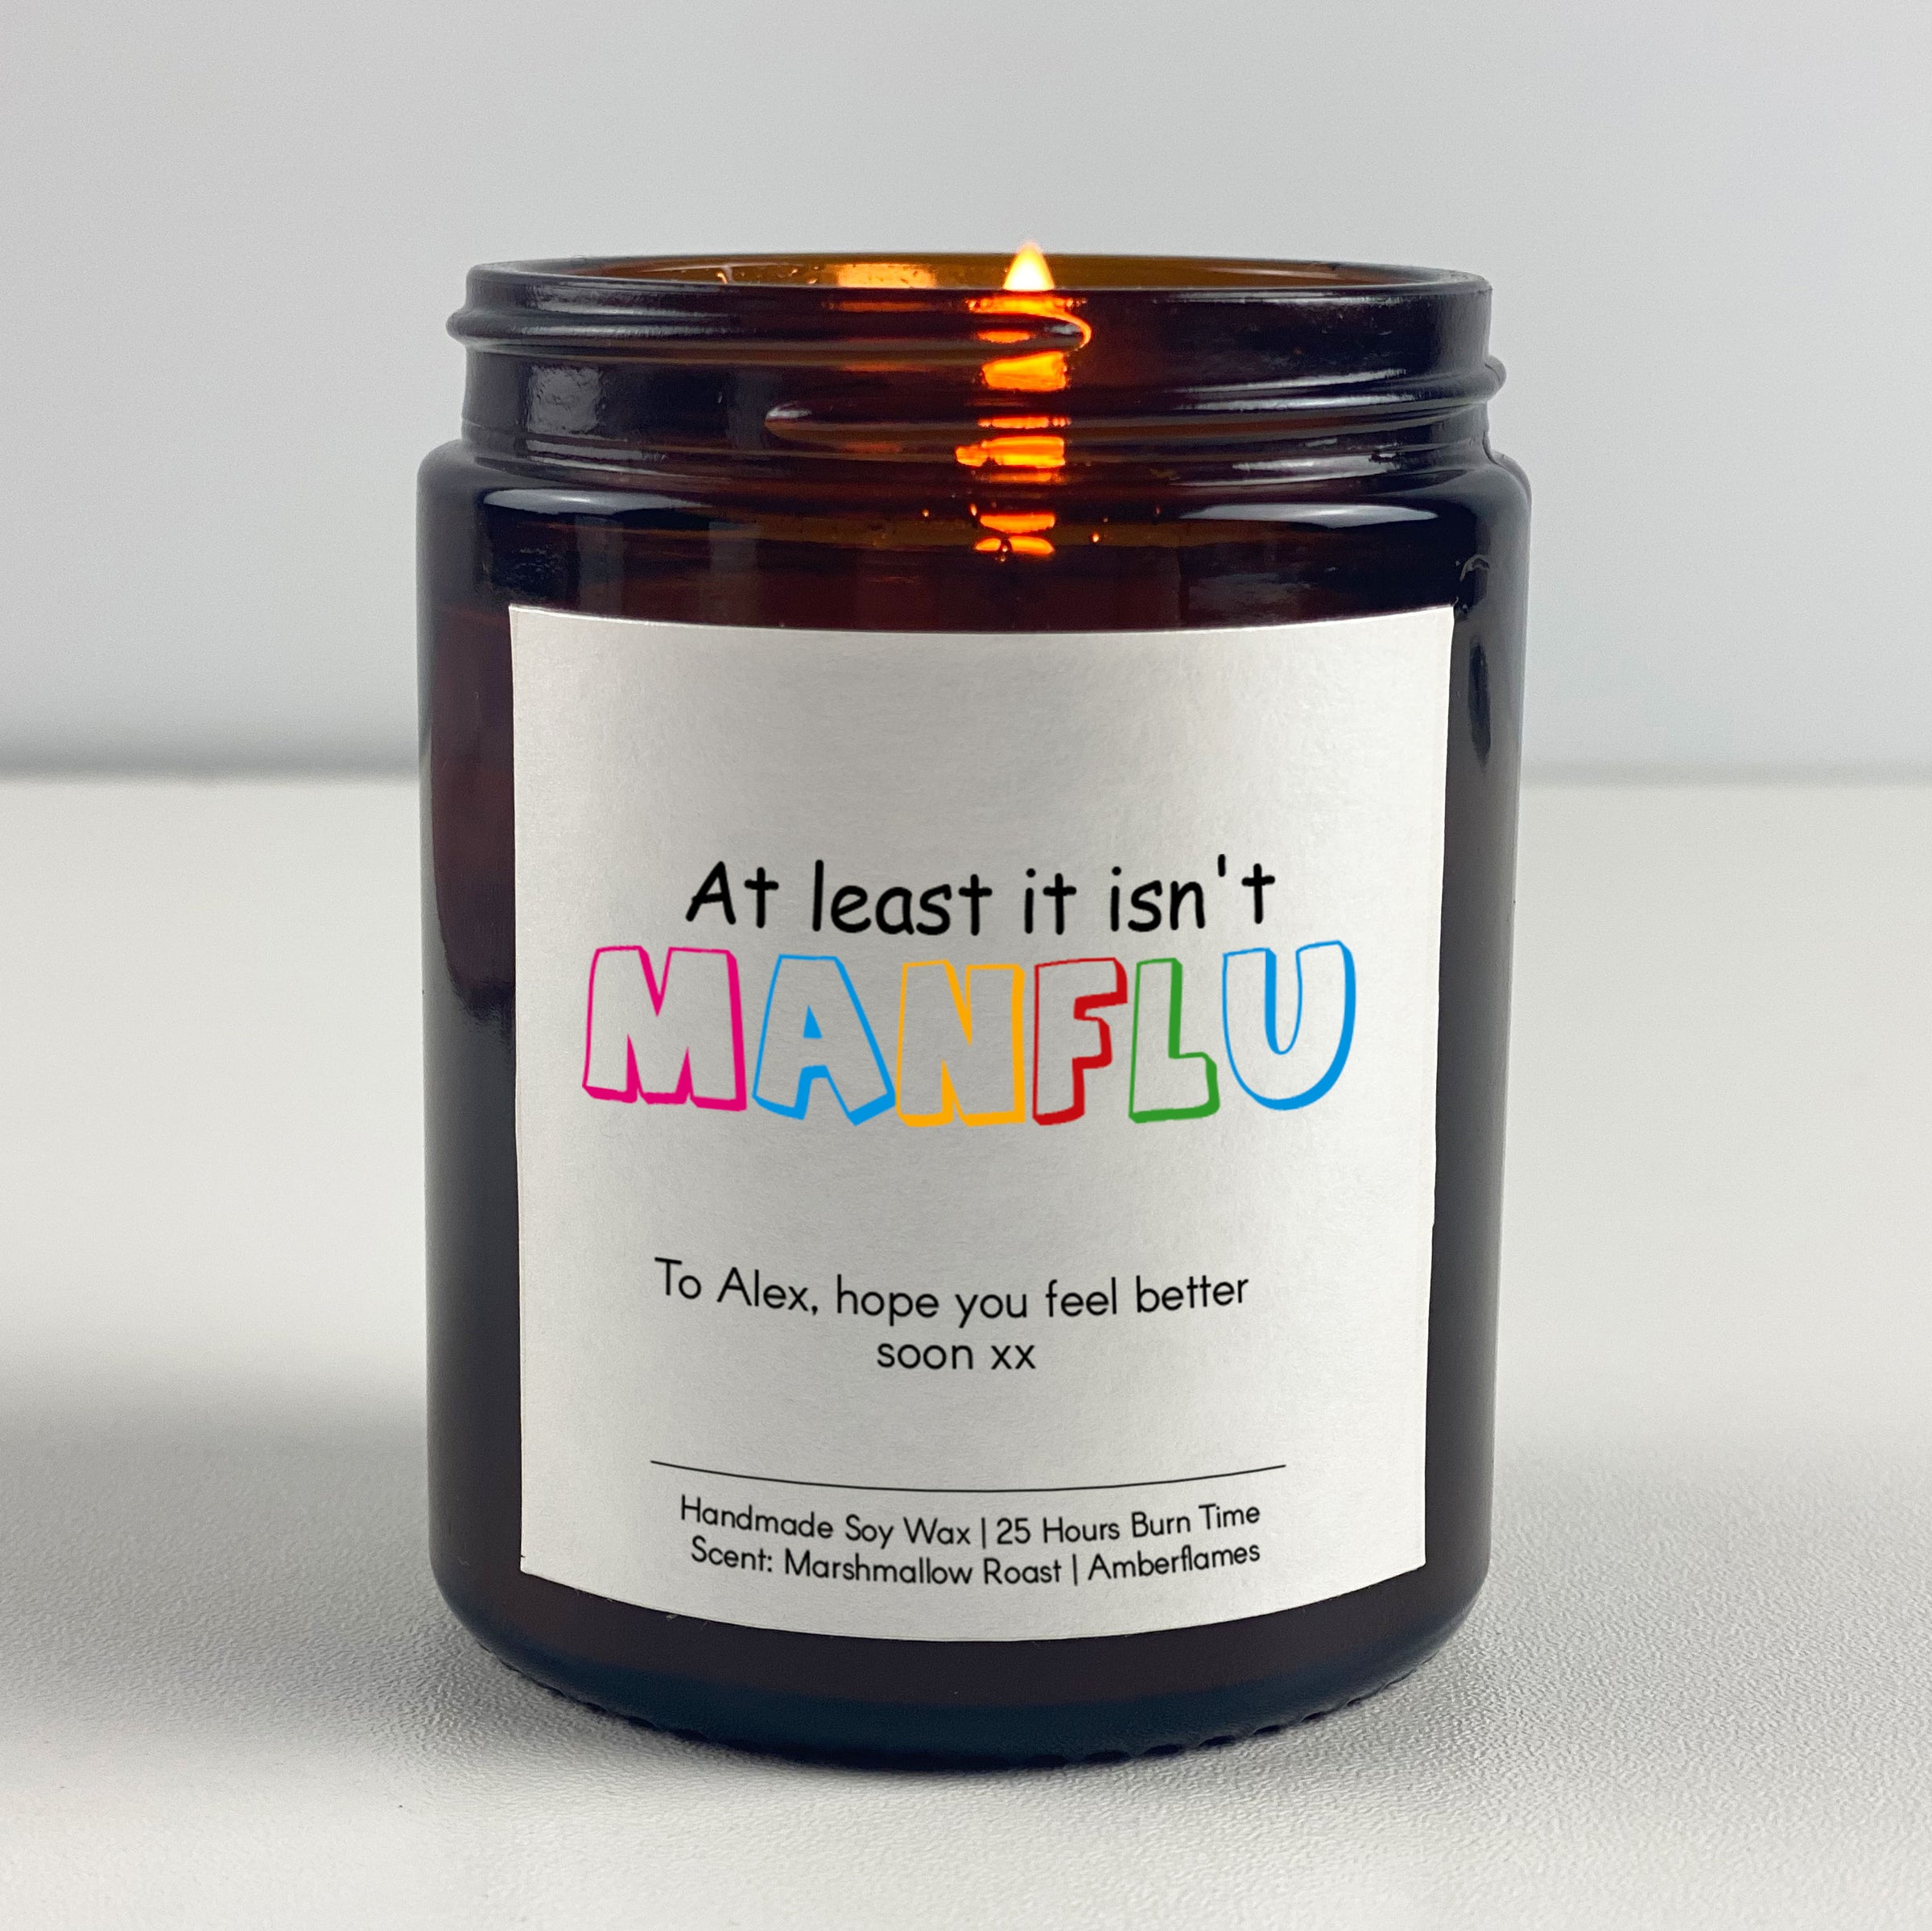 At least it isn't
MANFLU
To Alex, hope you feel better
soon xx
Handmade Soy Wax | 25 Hours Burn Time
Scent: Marshmallow Roast | Amberflames